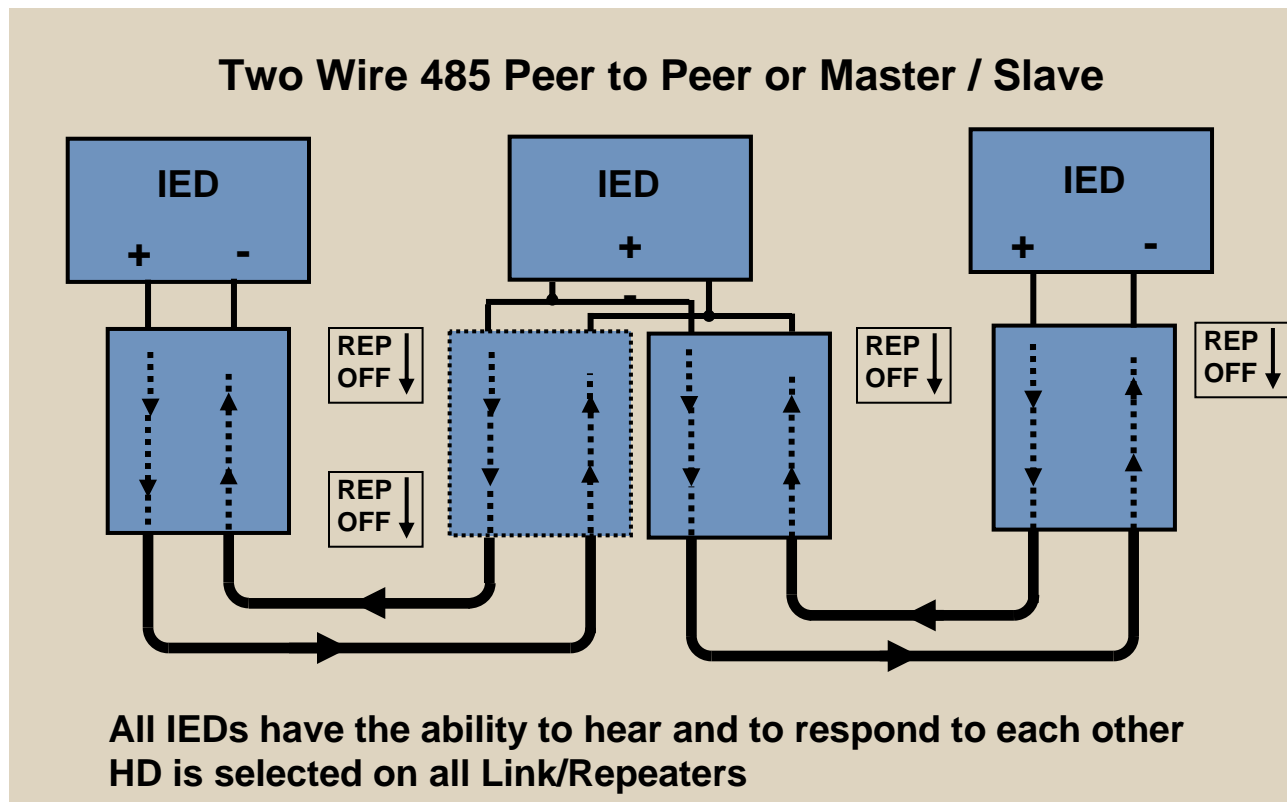 Two Wire 485 Peer to Peer or Master / Slave
IED
+ -
IED
+
-
IED
+ -
REP
OFF
REP
OFF
REP
OFF
REP
OFF
All IEDs have the ability to hear and to respond to each other
HD is selected on all Link/Repeaters